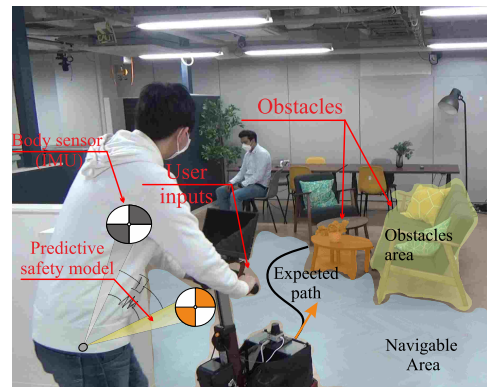 Obstacles
Body sensor
(IMU)
User
inputs
Predictive
safety model
Obstacles
area
Expected
path
Navigable
Area